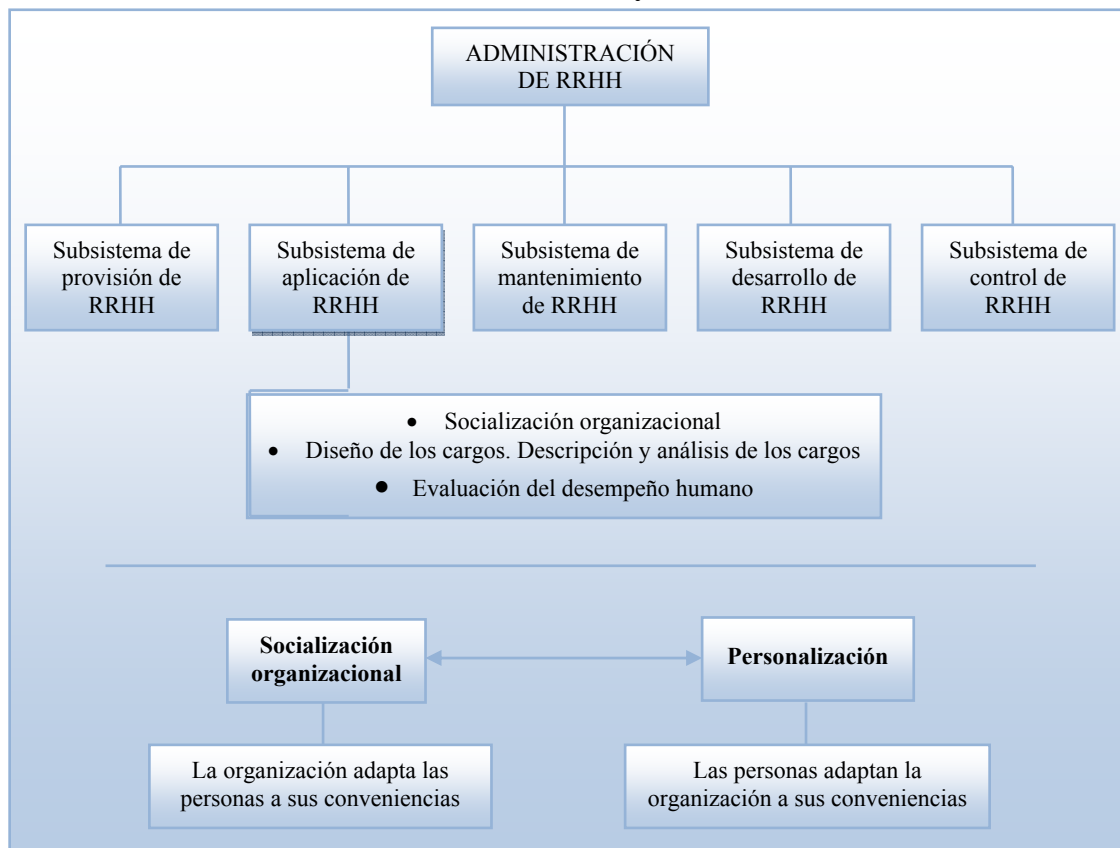 ADMINISTRACIÓN
DE RRHH
Subsistema de
provisión de
RRHH
Subsistema de
aplicación de
RRHH
Subsistema de
mantenimiento
de RRHH
Subsistema de
desarrollo de
RRHH
Subsistema de
control de
RRHH
• Socialización organizacional
• Diseño de los cargos. Descripción y análisis de los cargos
• Evaluación del desempeño humano
Socialización
organizacional
Personalización
La organización adapta las
personas a sus conveniencias
Las personas adaptan la
organización a sus conveniencias